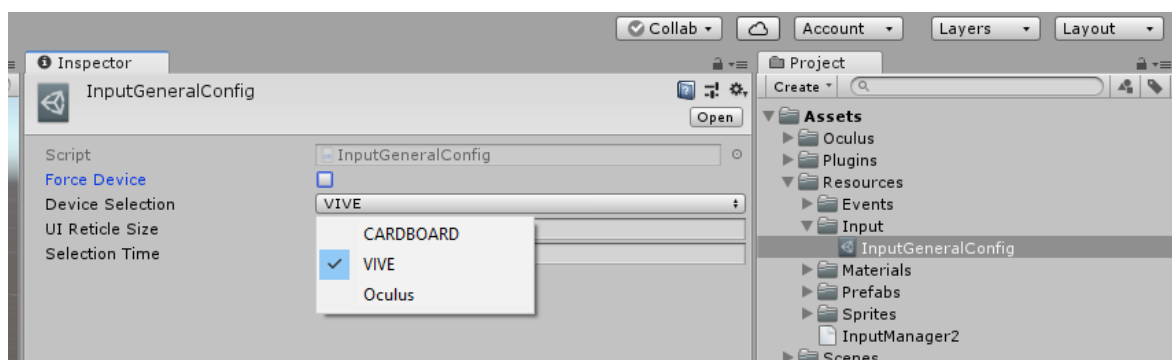 Collab
Account
Layers
Layout
Inspector
InputGeneralConfig
Open
Script
InputGeneralConfig
Force Device
Device Selection
VIVE
UI Reticle Size
Selection Time
CARDBOARD
VIVE
Oculus
Project
Create
Assets
Oculus
Plugins
Resources
Events
Input
InputGeneralConfig
Materials
Prefabs
Sprites
InputManager2
Scenes